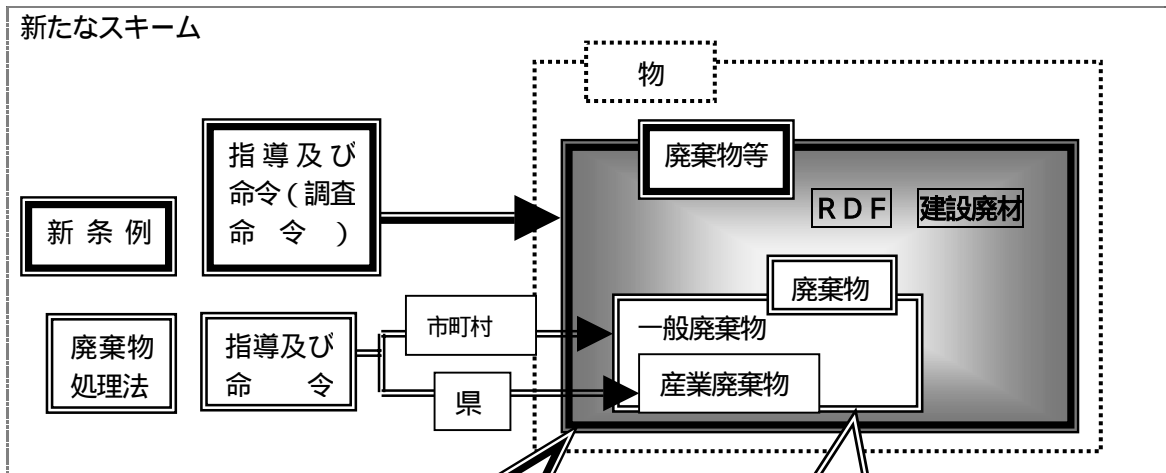 新たなスキーム
物
廃棄物等
指導及び
命令（調査
命令）
新条例
RDF 建設廃材
廃棄物
市町村
一般廃棄物
廃棄物
処理法
指導及び
命令
産業廃棄物
県